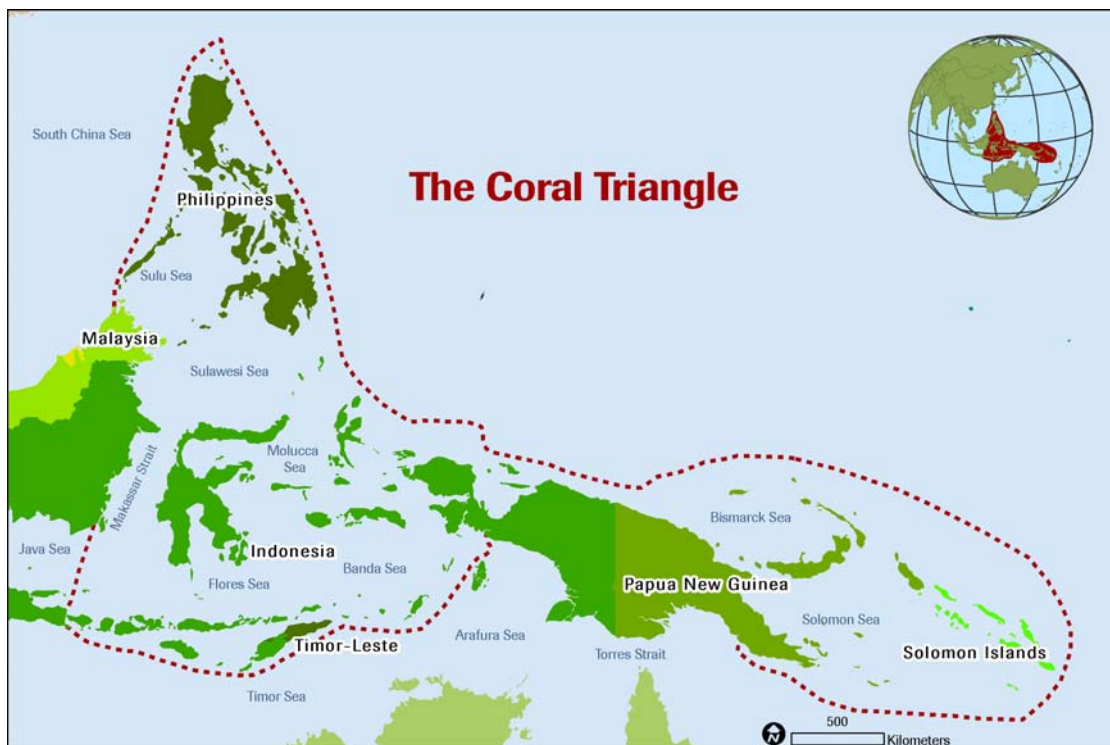 South China Sea
The Coral Triangle
Philippines
Sulu Sea
Malaysia
Sulawesi Sea
Molucca
Sea
Makassar Strait
Bismarck Sea
Java Sea
Indonesia
Flores Sea
Banda Sea
Papua New Guinea
Solomon Sea
Arafura Sea
Timor-Leste
Torres Strait
Solomon Islands
Timor Sea
N
500
Kilometers